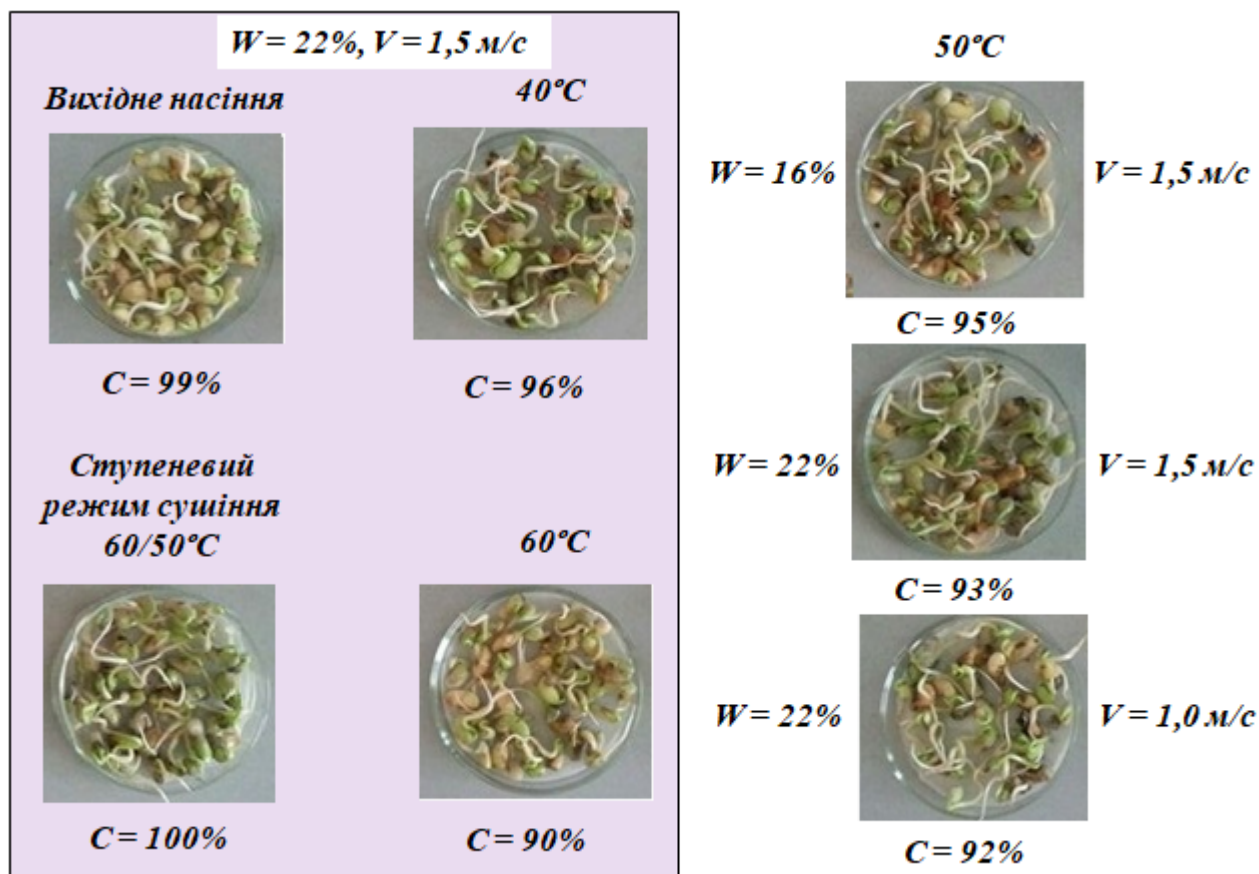 W = 22%, V = 1,5 м/с
Вихідне насіння
40°C
C = 99%
C = 96%
Ступеневий
режим сушіння
60/50°C
60°C
C = 100%
C = 90%
50°C
W = 16%
V = 1,5 м/с
C = 95%
W = 22%
V = 1,5 м/с
C = 93%
W = 22%
V = 1,0 м/с
C = 92%